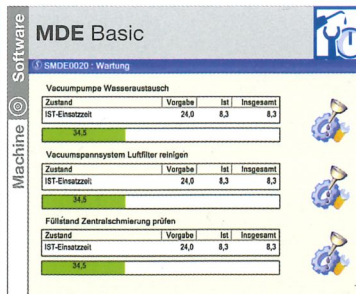 Machine Software
MDE Basic
SMDE0020 : Wartung
Vacuumpumpe Wasseraustausch
Zustand Vorgabe Ist Insgesamt
IST-Einsatzzeit 24,0 8,3 8,3
34,5
Vacuumspannsystem Luftfilter reinigen
Zustand Vorgabe Ist Insgesamt
IST-Einsatzzeit 24,0 8,3 8,3
34,5
Füllstand Zentralschmierung prüfen
Zustand Vorgabe Ist Insgesamt
IST-Einsatzzeit 24,0 8,3 8,3
34,5